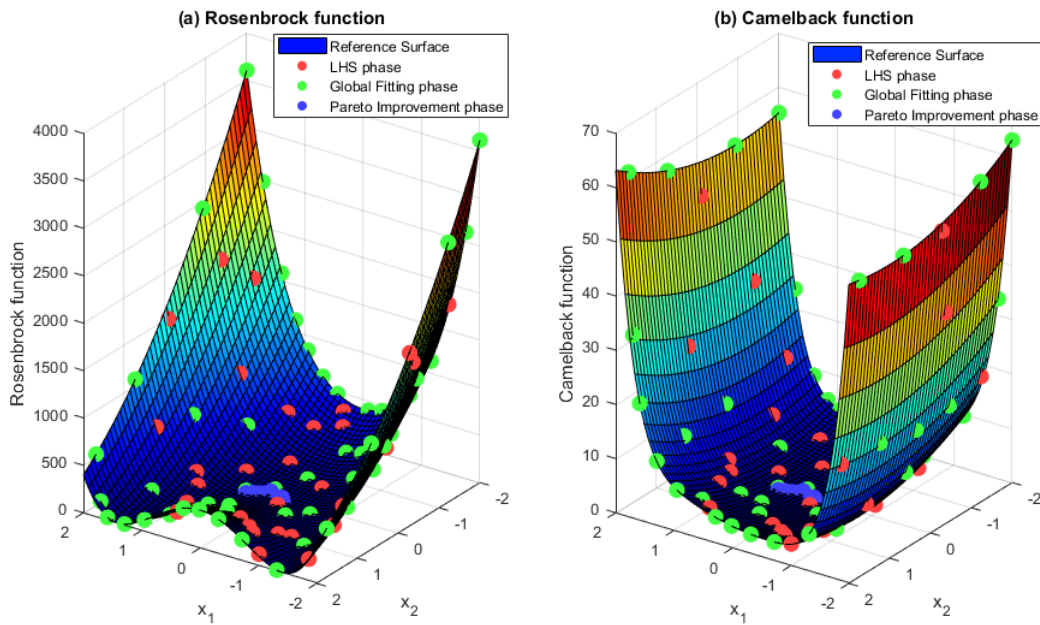 (a) Rosenbrock function
Reference Surface
LHS phase
Global Fitting phase
Pareto Improvement phase
Rosenbrock function
4000
3500
3000
2500
2000
1500
1000
500
0
2
1
0
-1
-2
x₁
2
1
0
-1
-2
x₂
(b) Camelback function
Reference Surface
LHS phase
Global Fitting phase
Pareto Improvement phase
Camelback function
70
60
50
40
30
20
10
0
2
1
0
-1
-2
x₁
2
1
0
-1
-2
x₂